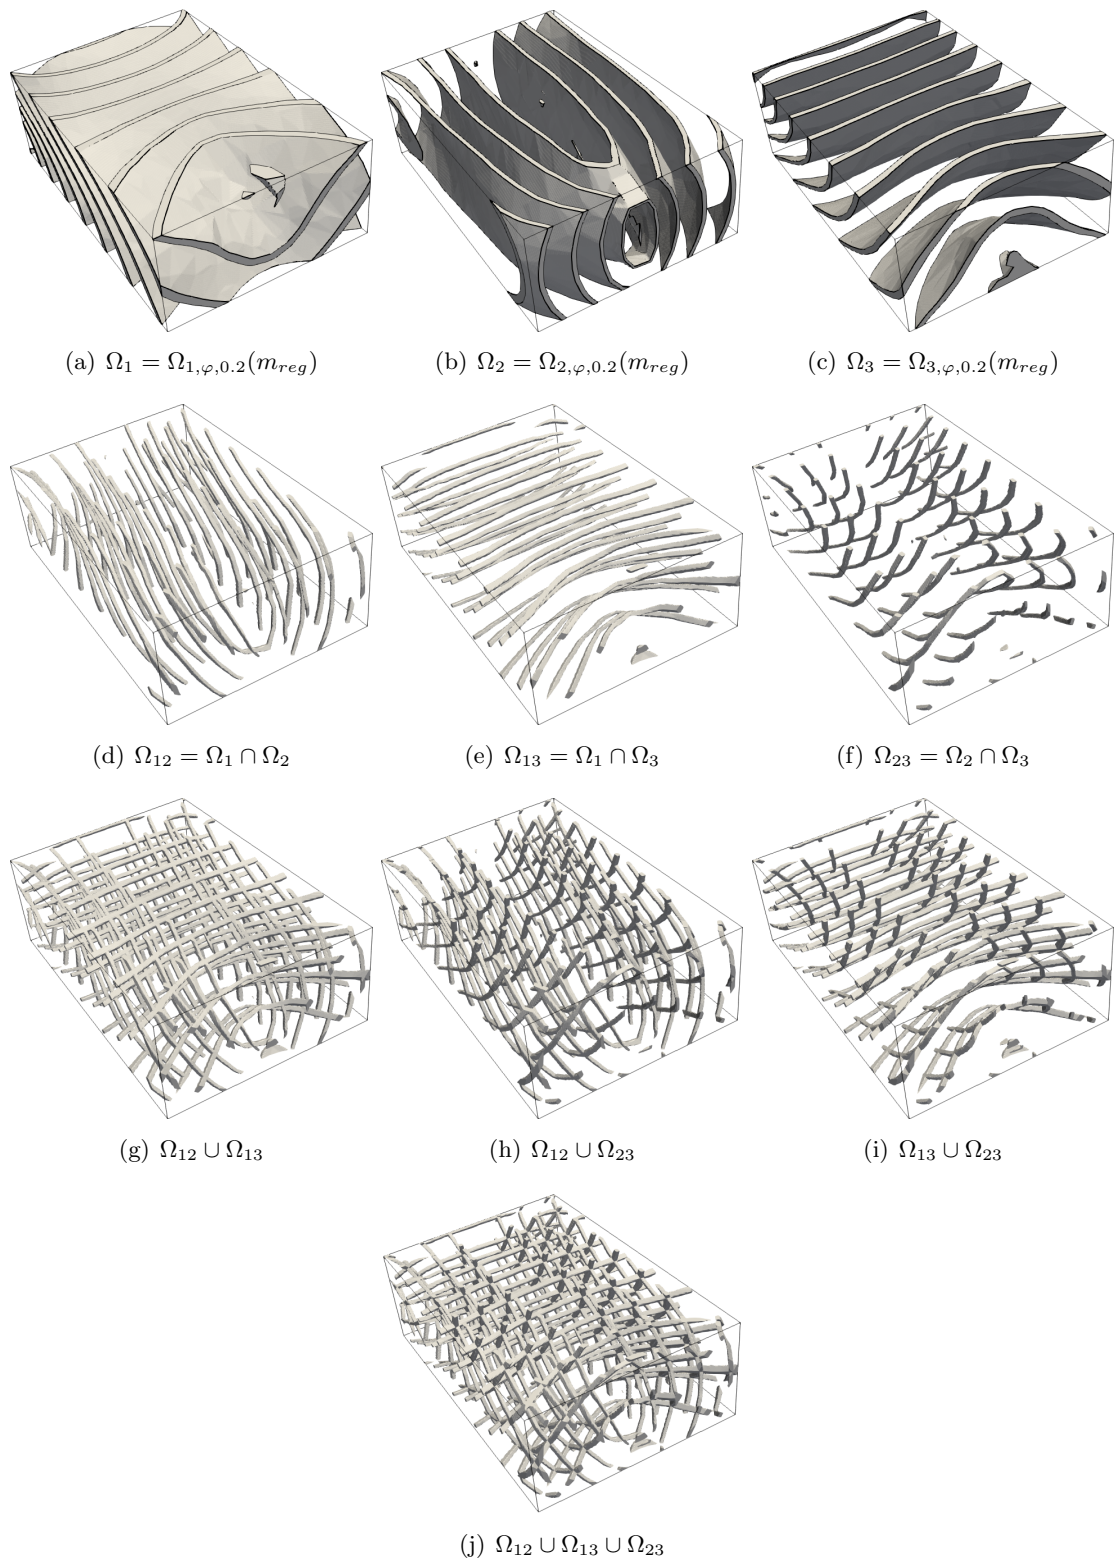 (a) Ω₁ = Ω₁,φ,₀.₂(mᵣₑg)
(b) Ω₂ = Ω₂,φ,₀.₂(mᵣₑg)
(c) Ω₃ = Ω₃,φ,₀.₂(mᵣₑg)
(d) Ω₁₂ = Ω₁ ∩ Ω₂
(e) Ω₁₃ = Ω₁ ∩ Ω₃
(f) Ω₂₃ = Ω₂ ∩ Ω₃
(g) Ω₁₂ ∪ Ω₁₃
(h) Ω₁₂ ∪ Ω₂₃
(i) Ω₁₃ ∪ Ω₂₃
(j) Ω₁₂ ∪ Ω₁₃ ∪ Ω₂₃